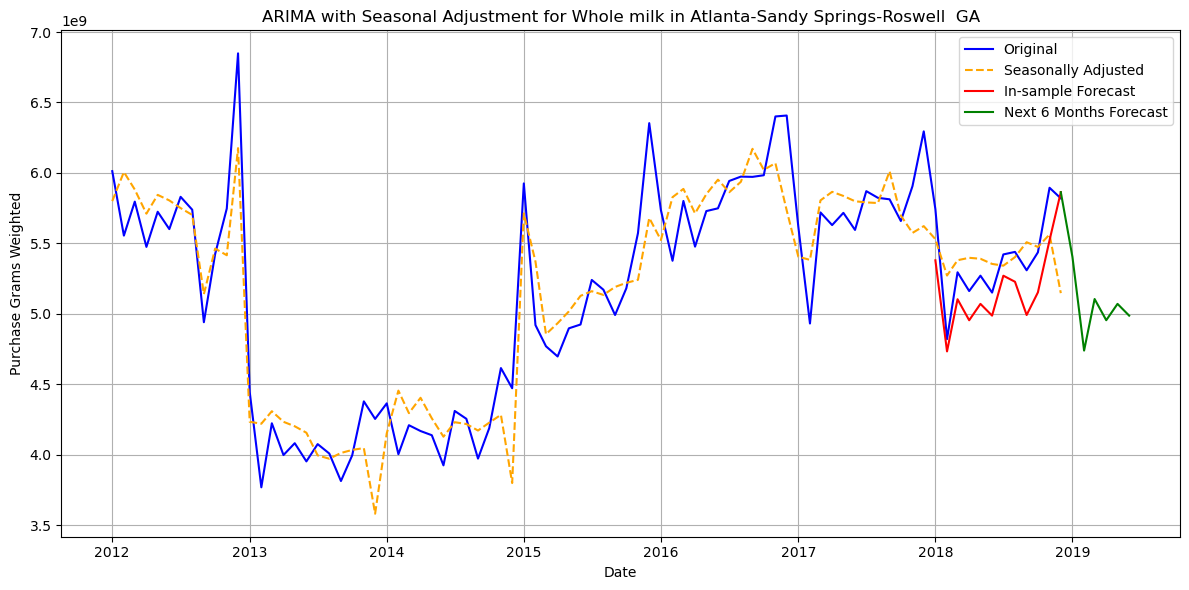 ARIMA with Seasonal Adjustment for Whole milk in Atlanta-Sandy Springs-Roswell  GA
1e9
7.0
6.5
6.0
5.5
5.0
4.5
4.0
3.5
Purchase Grams Weighted
Original
Seasonally Adjusted
In-sample Forecast
Next 6 Months Forecast
2012 2013 2014 2015 2016 2017 2018 2019
Date